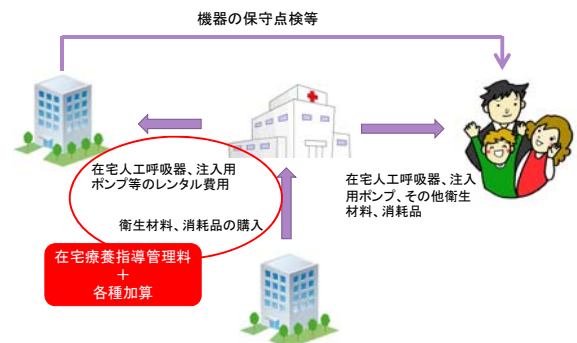 機器の保守点検等
在宅人工呼吸器、注入用
ポンプ等のレンタル費用
衛生材料、消耗品の購入
在宅療養指導管理料
+
各種加算
在宅人工呼吸器、注入
用ポンプ、その他衛生
材料、消耗品